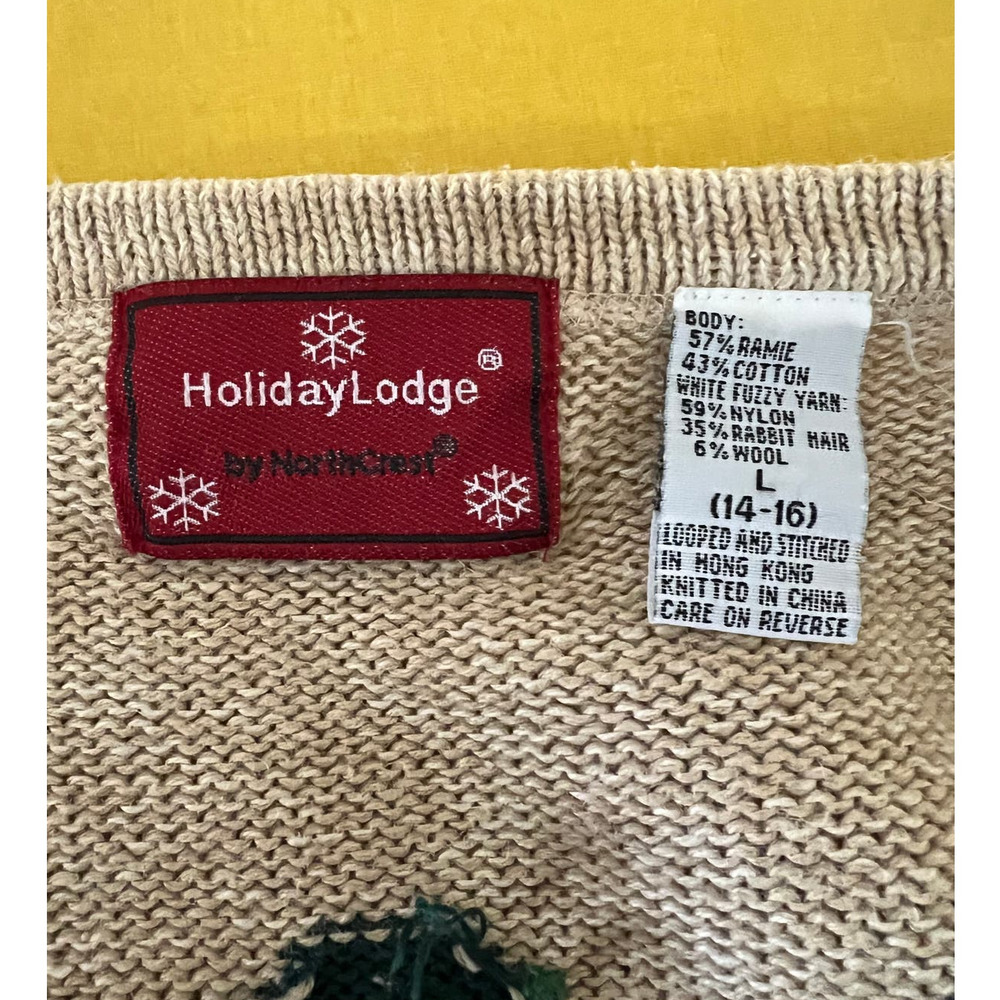 HolidayLodge®
by NorthCrest®
BODY:
57% RAMIE
43% COTTON
WHITE FUZZY YARN:
59% NYLON
35% RABBIT HAIR
6% WOOL
L
(14-16)
LOOPED AND STITCHED
IN HONG KONG
KNITTED IN CHINA
CARE ON REVERSE